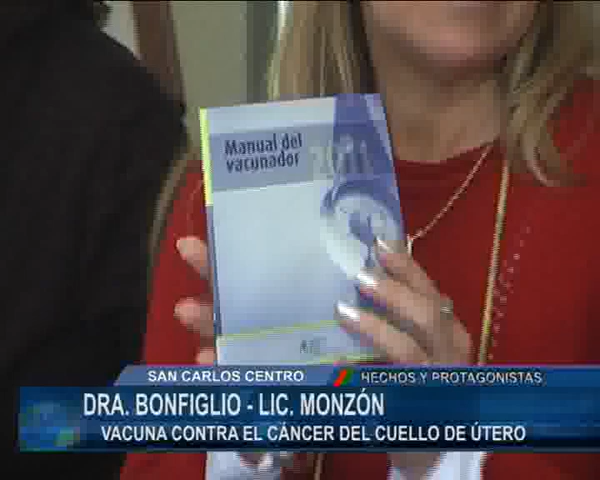 Manual del
vacunador
2011
SAN CARLOS CENTRO
HECHOS Y PROTAGONISTAS
DRA. BONFIGLIO - LIC. MONZÓN
VACUNA CONTRA EL CÁNCER DEL CUELLO DE ÚTERO